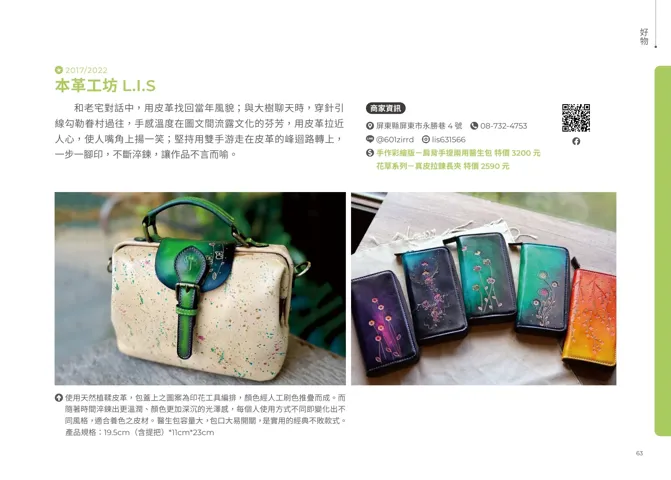 好物
2017/2022
本革工坊 L.I.S
和老宅對話中，用皮革找回當年風貌；與大樹聊天時，穿針引
線勾勒眷村過往，手感溫度在圖文間流露文化的芬芳，用皮革拉近
人心，使人嘴角上揚一笑；堅持用雙手游走在皮革的峰迴路轉上，
一步一腳印，不斷淬鍊，讓作品不言而喻。
商家資訊
屏東縣屏東市永勝巷 4 號 08-732-4753
@601zirrd lis631566
手作彩繪版－肩背手提兩用醫生包 特價 3200 元
花草系列－真皮拉鍊長夾 特價 2590 元
使用天然植鞣皮革，包蓋上之圖案為印花工具編排，顏色經人工刷色推疊而成。而
隨著時間淬鍊出更溫潤、顏色更加深沉的光澤感，每個人使用方式不同即變化出不
同風格，適合養色之皮材。醫生包容量大，包口大易開關，是實用的經典不敗款式。
產品規格：19.5cm（含提把）*11cm*23cm
63